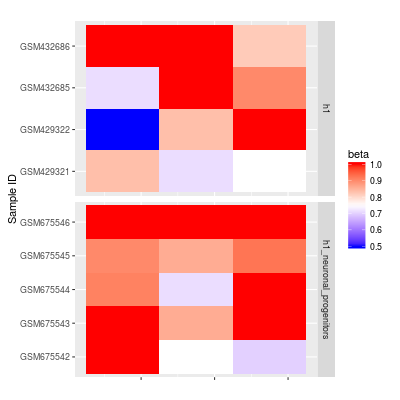 GSM432686
GSM432685
GSM429322
GSM429321
h1
GSM675546
GSM675545
GSM675544
GSM675543
GSM675542
h1_neuronal_progenitors
Sample ID
beta
1.0
0.9
0.8
0.7
0.6
0.5